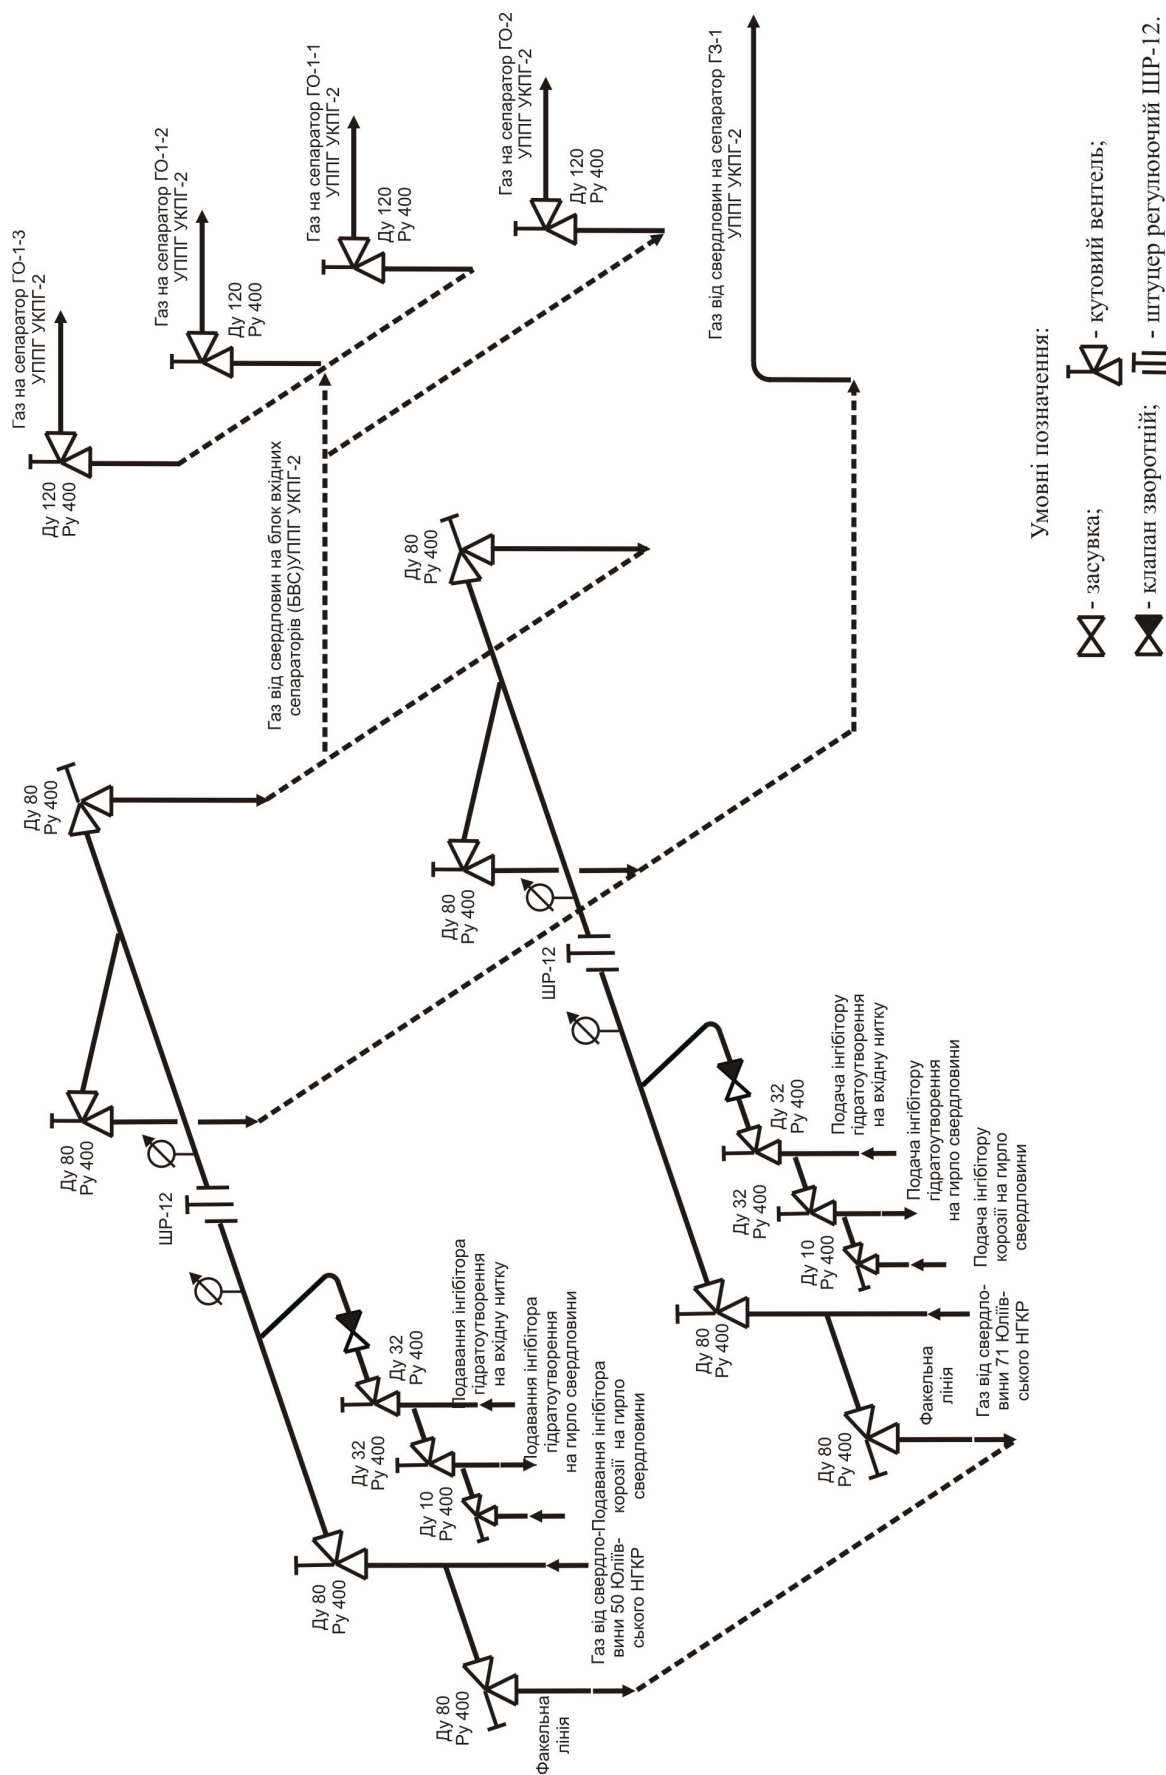 Газ на сепаратор ГО-1-3
УППГ УКПГ-2
Ду 120
Ру 400
Газ на сепаратор ГО-1-2
УППГ УКПГ-2
Ду 120
Ру 400
Газ на сепаратор ГО-1-1
УППГ УКПГ-2
Ду 120
Ру 400
Газ на сепаратор ГО-2
УППГ УКПГ-2
Ду 120
Ру 400
Газ від свердловин на сепаратор ГЗ-1
УППГ УКПГ-2
Газ від свердловин на блок вхідних
сепараторів (БВС)УППГ УКПГ-2
Ду 80
Ру 400
Ду 80
Ру 400
ШР-12
Ду 80
Ру 400
Ду 80
Ру 400
ШР-12
Ду 32
Ру 400
Подавання інгібітора
гідратоутворення
на вхідну нитку
Ду 32
Ру 400
Подавання інгібітора
гідратоутворення
на гирло свердловини
Ду 10
Ру 400
Подавання інгібітора
корозії на гирло
свердловини
Ду 80
Ру 400
Газ від свердло-
вини 50 Юліїв-
ського НГКР
Ду 80
Ру 400
Факельна
лінія
Ду 32
Ру 400
Подача інгібітору
гідратоутворення
на вхідну нитку
Ду 32
Ру 400
Подача інгібітору
гідратоутворення
на гирло свердловини
Ду 10
Ру 400
Подача інгібітору
корозії на гирло
свердловини
Ду 80
Ру 400
Газ від свердло-
вини 71 Юліїв-
ського НГКР
Ду 80
Ру 400
Факельна
лінія
Умовні позначення:
- засувка;
- кутовий вентель;
- клапан зворотній;
- штуцер регулюючий ШР-12.